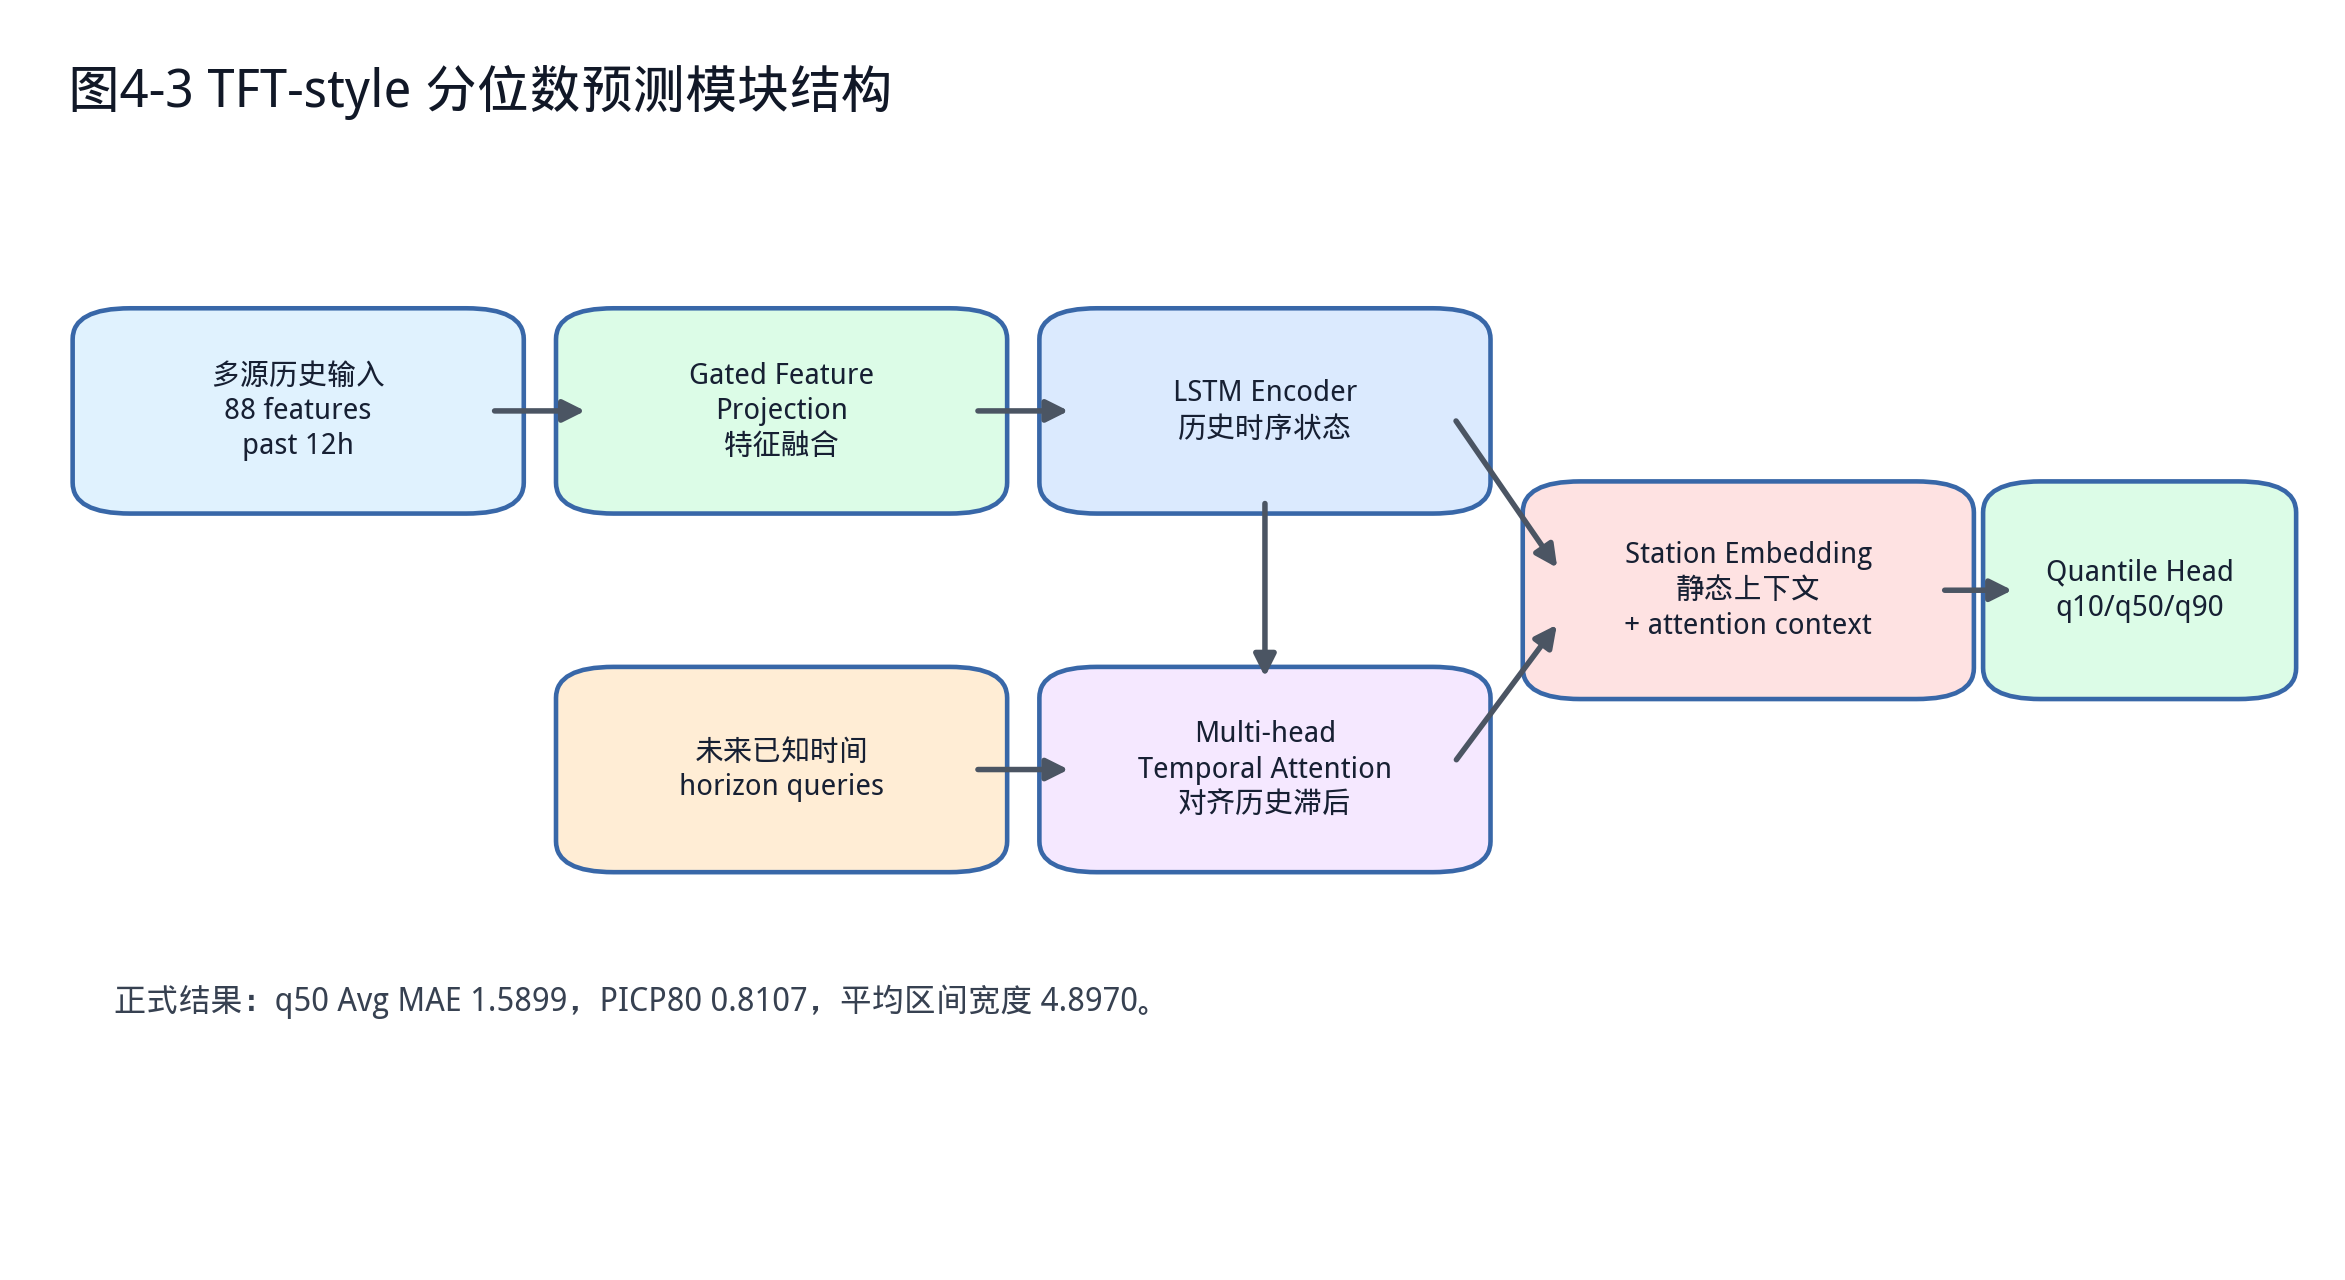 图4-3 TFT-style 分位数预测模块结构
多源历史输入
88 features
past 12h
Gated Feature
Projection
特征融合
LSTM Encoder
历史时序状态
Station Embedding
静态上下文
+ attention context
Quantile Head
q10/q50/q90
未来已知时间
horizon queries
Multi-head
Temporal Attention
对齐历史滞后
正式结果：q50 Avg MAE 1.5899，PICP80 0.8107，平均区间宽度 4.8970。